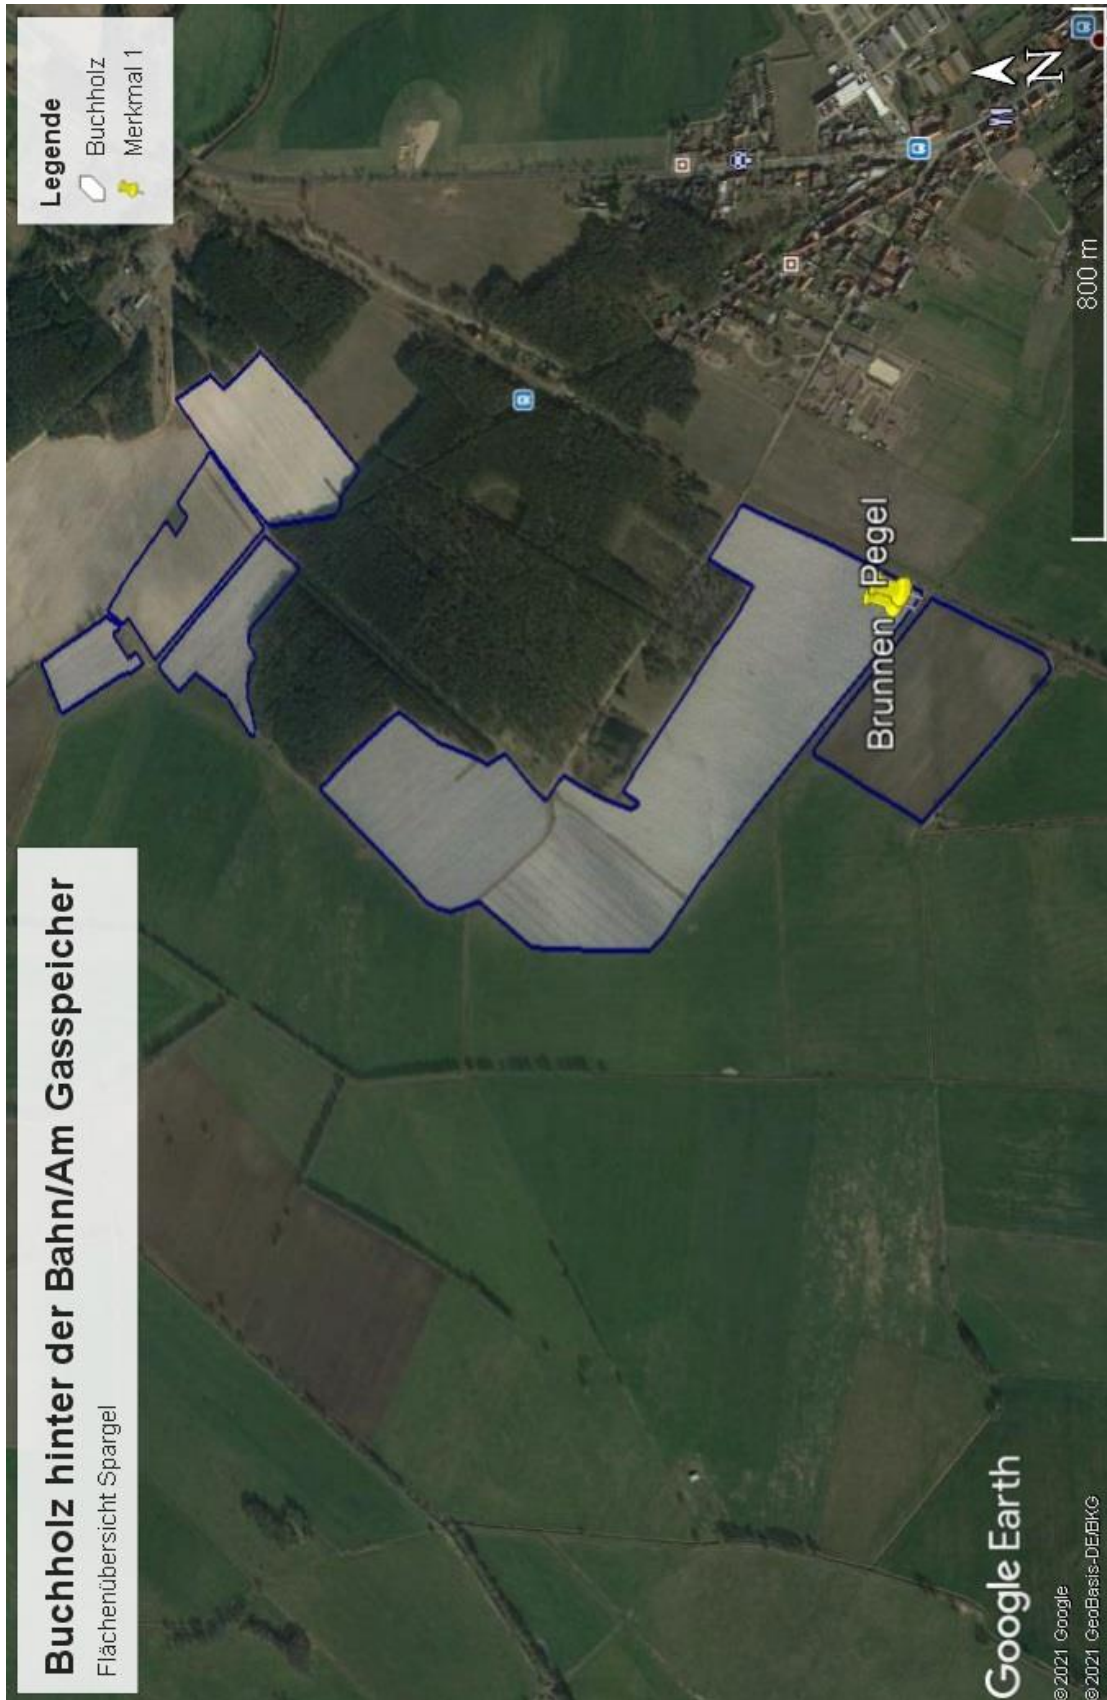 Buchholz hinter der Bahn/Am Gasspeicher
Flächenübersicht Spargel
Legende
Buchholz
Merkmal 1
Brunnen
Pegel
N
800 m
Google Earth
©2021 Google
©2021 GeoBasis-DE/BKG